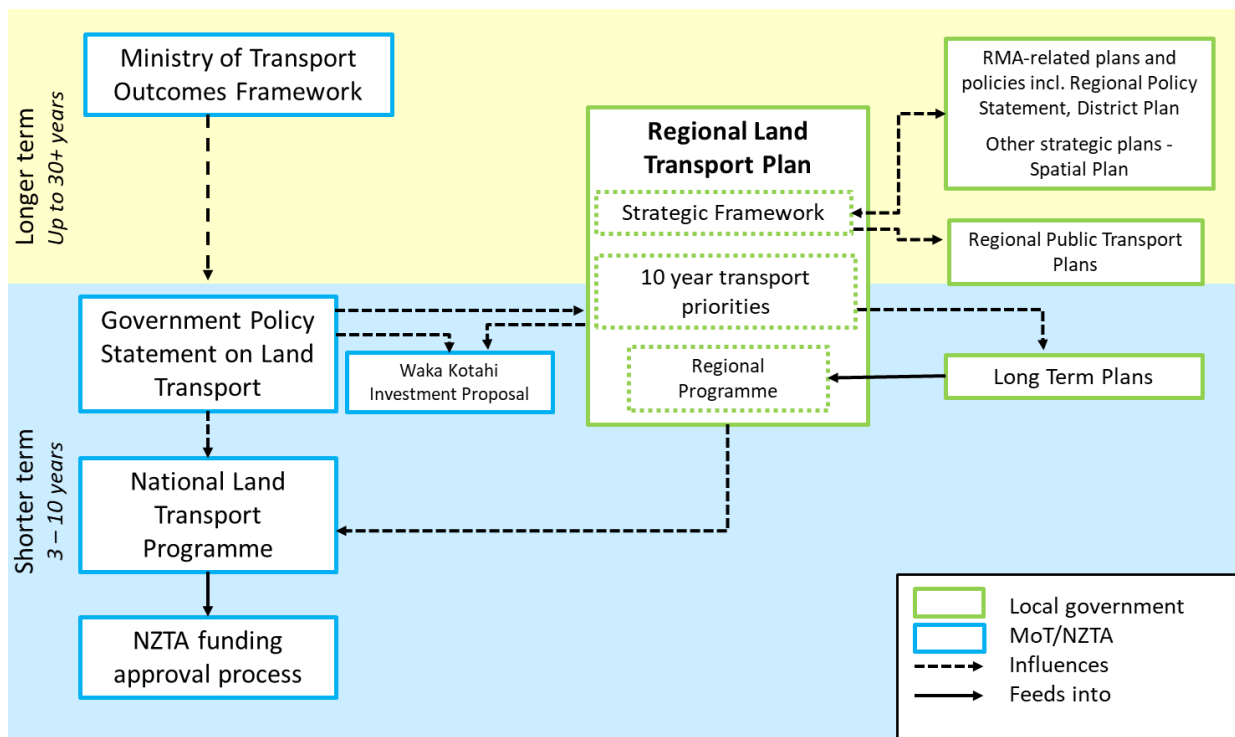 Longer term
Up to 30+ years
Ministry of Transport
Outcomes Framework
Regional Land
Transport Plan
Strategic Framework
10 year transport
priorities
Regional
Programme
RMA-related plans and
policies incl. Regional Policy
Statement, District Plan
Other strategic plans -
Spatial Plan
Regional Public Transport
Plans
Shorter term
3 – 10 years
Government Policy
Statement on Land
Transport
Waka Kotahi
Investment Proposal
Long Term Plans
National Land
Transport
Programme
NZTA funding
approval process
Local government
MoT/NZTA
Influences
Feeds into